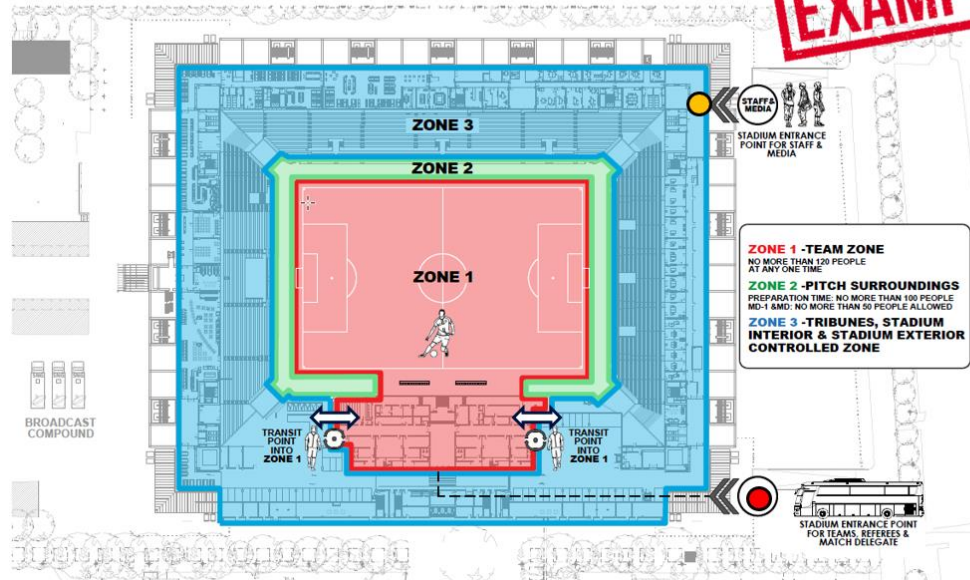 EXAMP
ZONE 3
STAFF &
MEDIA
STADIUM ENTRANCE
POINT FOR STAFF &
MEDIA
ZONE 2
ZONE 1 -TEAM ZONE
NO MORE THAN 120 PEOPLE
AT ANY ONE TIME
ZONE 2 -PITCH SURROUNDINGS
PREPARATION TIME: NO MORE THAN 100 PEOPLE
MD-1 &MD: NO MORE THAN 50 PEOPLE ALLOWED
ZONE 3 -TRIBUNES, STADIUM
INTERIOR & STADIUM EXTERIOR
CONTROLLED ZONE
ZONE 1
BROADCAST
COMPOUND
TRANSIT
POINT
INTO
ZONE 1
TRANSIT
POINT
INTO
ZONE 1
STADIUM ENTRANCE POINT
FOR TEAMS, REFEREES &
MATCH DELEGATE